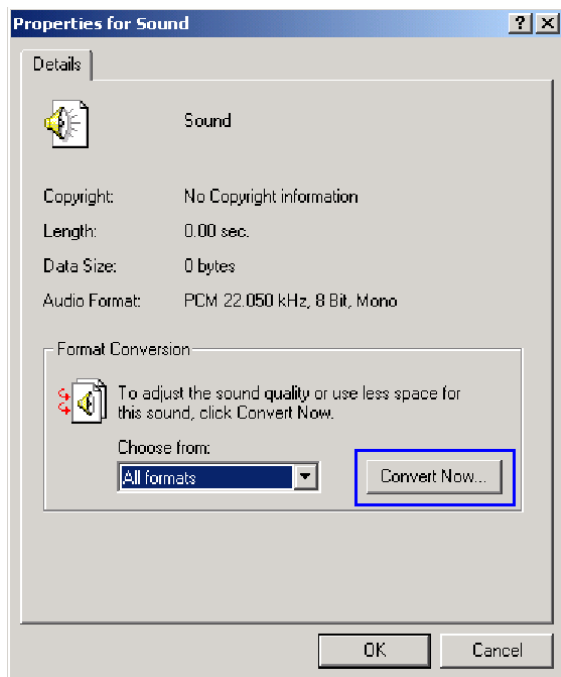 Properties for Sound
Details
Sound
Copyright: No Copyright information
Length: 0.00 sec.
Data Size: 0 bytes
Audio Format: PCM 22.050 kHz, 8 Bit, Mono
Format Conversion
To adjust the sound quality or use less space for
this sound, click Convert Now.
Choose from:
All formats
Convert Now...
OK
Cancel